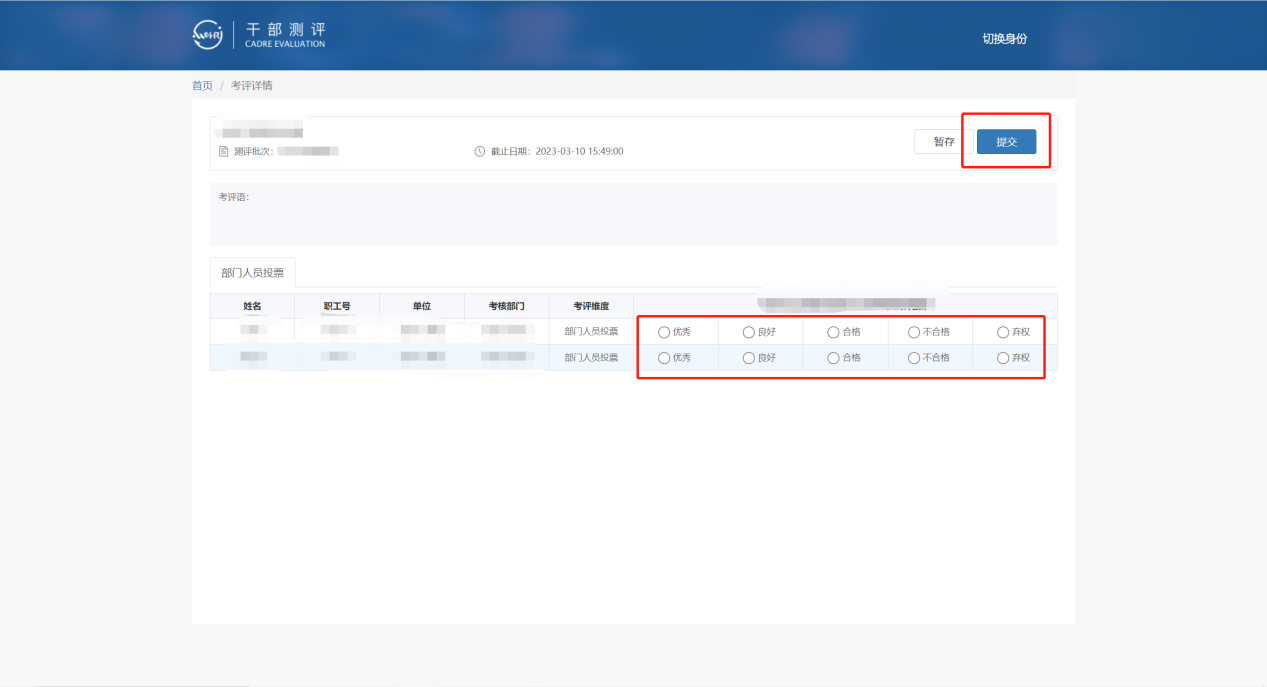 WeHRI 干部测评
CADRE EVALUATION
切换身份
首页 / 考评详情
测评批次: 截止日期: 2023-03-10 15:49:00 暂存 提交
考评语:
部门人员投票
姓名 职工号 单位 考核部门 考评维度
部门人员投票 优秀 良好 合格 不合格 弃权
部门人员投票 优秀 良好 合格 不合格 弃权